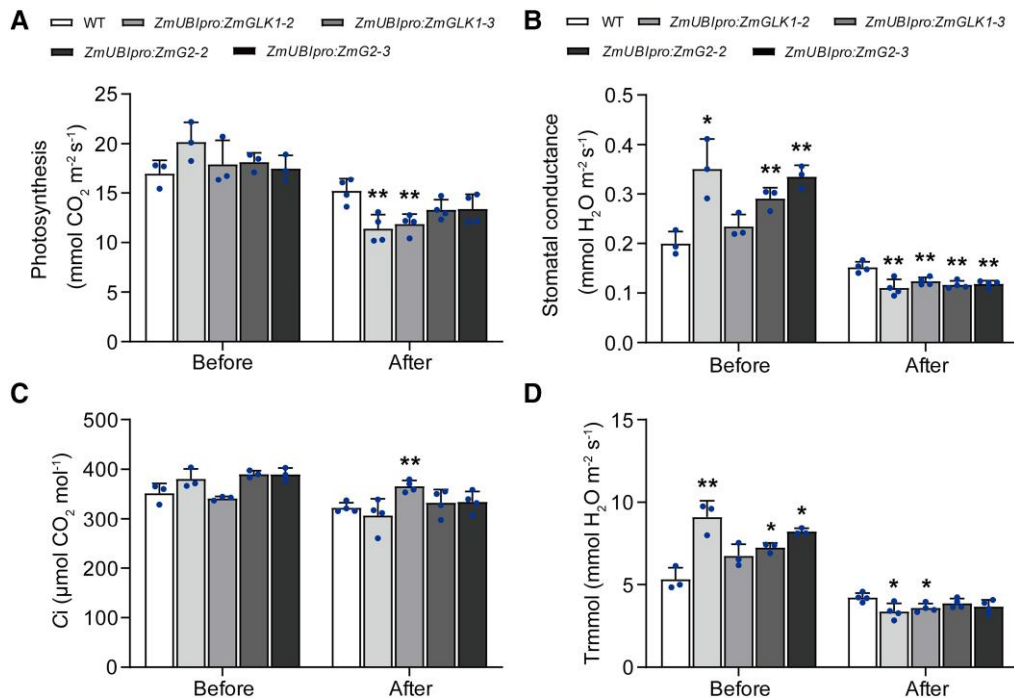 A
WT ZmUBIpro:ZmGLK1-2 ZmUBIpro:ZmGLK1-3
ZmUBIpro:ZmG2-2 ZmUBIpro:ZmG2-3
Photosynthesis
(mmol CO₂ m⁻² s⁻¹)
25
20
15
10
5
0
** **
Before After
B
WT ZmUBIpro:ZmGLK1-2 ZmUBIpro:ZmGLK1-3
ZmUBIpro:ZmG2-2 ZmUBIpro:ZmG2-3
Stomatal conductance
(mmol H₂O m⁻² s⁻¹)
0.5
0.4
0.3
0.2
0.1
0.0
* ** **
** ** ** **
Before After
C
Ci (μmol CO₂ mol⁻¹)
500
400
300
200
100
0
**
Before After
D
Trmmol (mmol H₂O m⁻² s⁻¹)
15
10
5
0
** * *
* *
Before After